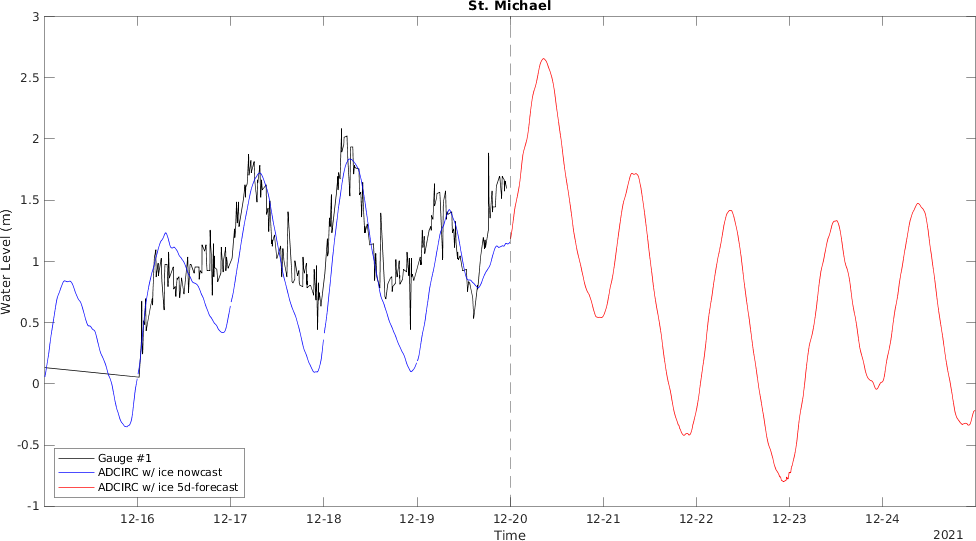 St. Michael
3
2.5
2
1.5
1
0.5
0
-0.5
-1
Water Level (m)
Gauge #1
ADCIRC w/ ice nowcast
ADCIRC w/ ice 5d-forecast
12-16 12-17 12-18 12-19 12-20 12-21 12-22 12-23 12-24
Time
2021